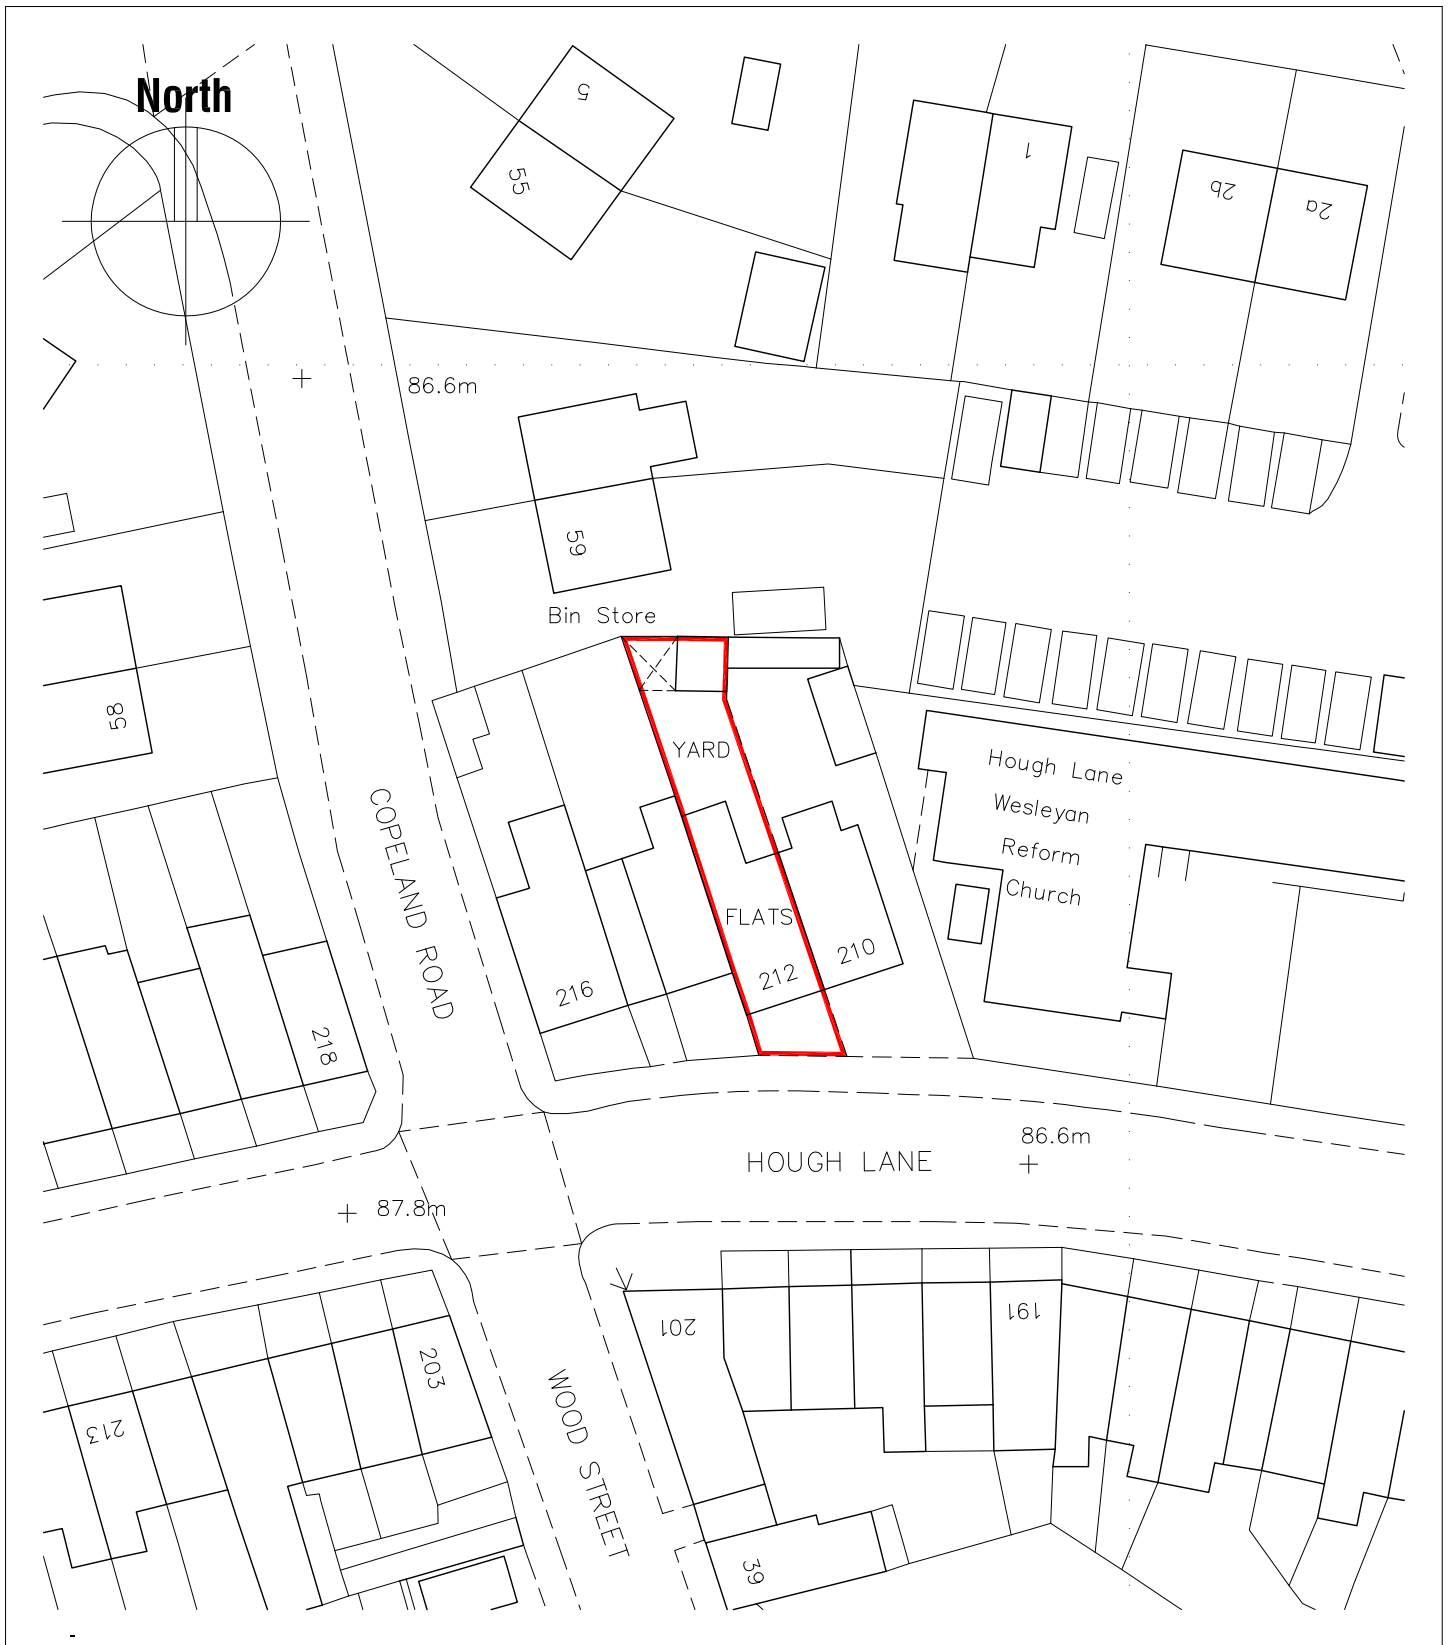 North
5
55
1
2b
2a
86.6m
59
Bin Store
58
YARD
Hough Lane
Wesleyan
Reform
Church
COPELAND ROAD
FLATS
210
212
216
218
86.6m
HOUGH LANE
87.8m
201
191
203
213
WOOD STREET
39